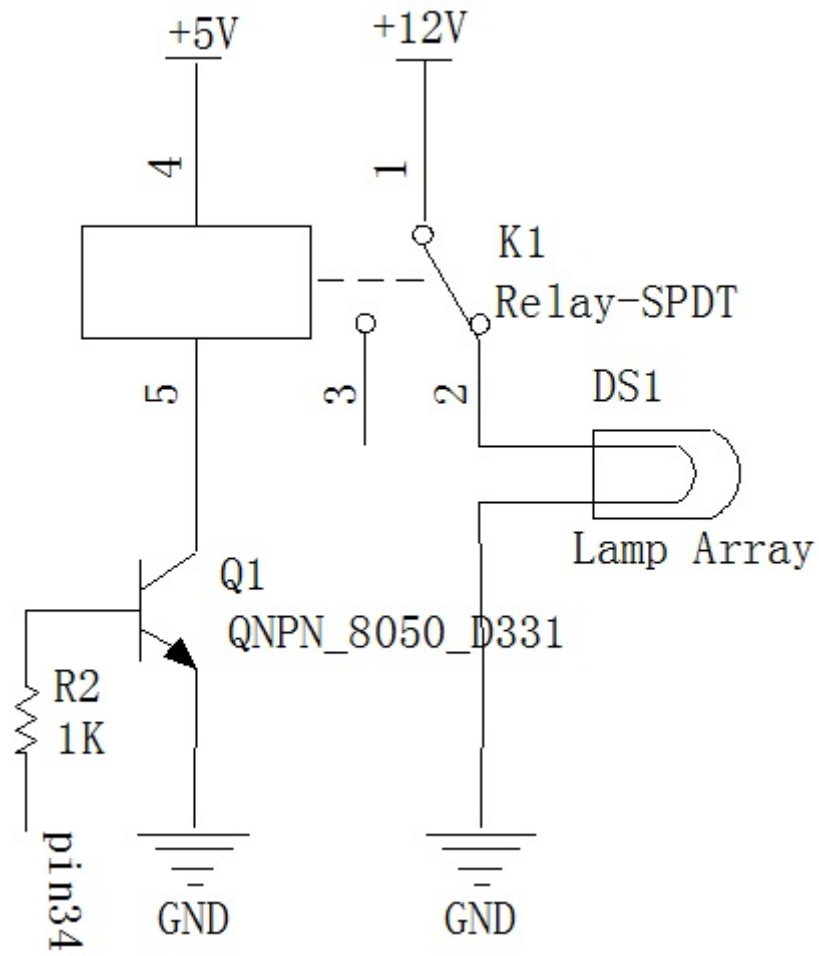 +5V
+12V
4
1
K1
Relay-SPDT
5
3
2
DS1
Lamp Array
Q1
QNPN_8050_D331
R2
1K
pin34
GND
GND